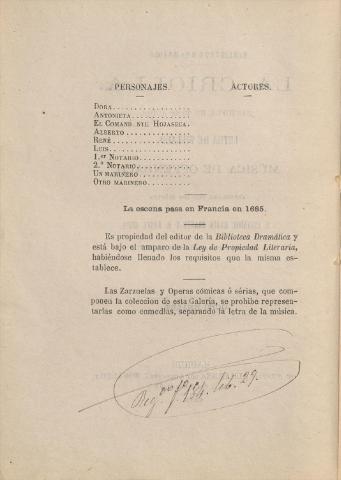 PERSONAJES. ACTORES.
DORA
ANTONIETA
EL COMANDANTE HOJASECA
ALBERTO
RENÉ
LUIS
1.er NOTARIO
2.º NOTARIO
UN MARINERO
OTRO MARINERO
La escena pasa en Francia en 1685.
Es propiedad del editor de la Biblioteca Dramática y
está bajo el amparo de la Ley de Propiedad Literaria,
habiéndose llenado los requisitos que la misma es-
tablece.
Las Zarzuelas y Operas cómicas ó sérias, que com-
ponen la coleccion de esta Galería, se prohibe represen-
tarlas como comedias, separando la letra de la música.
lib. 29.